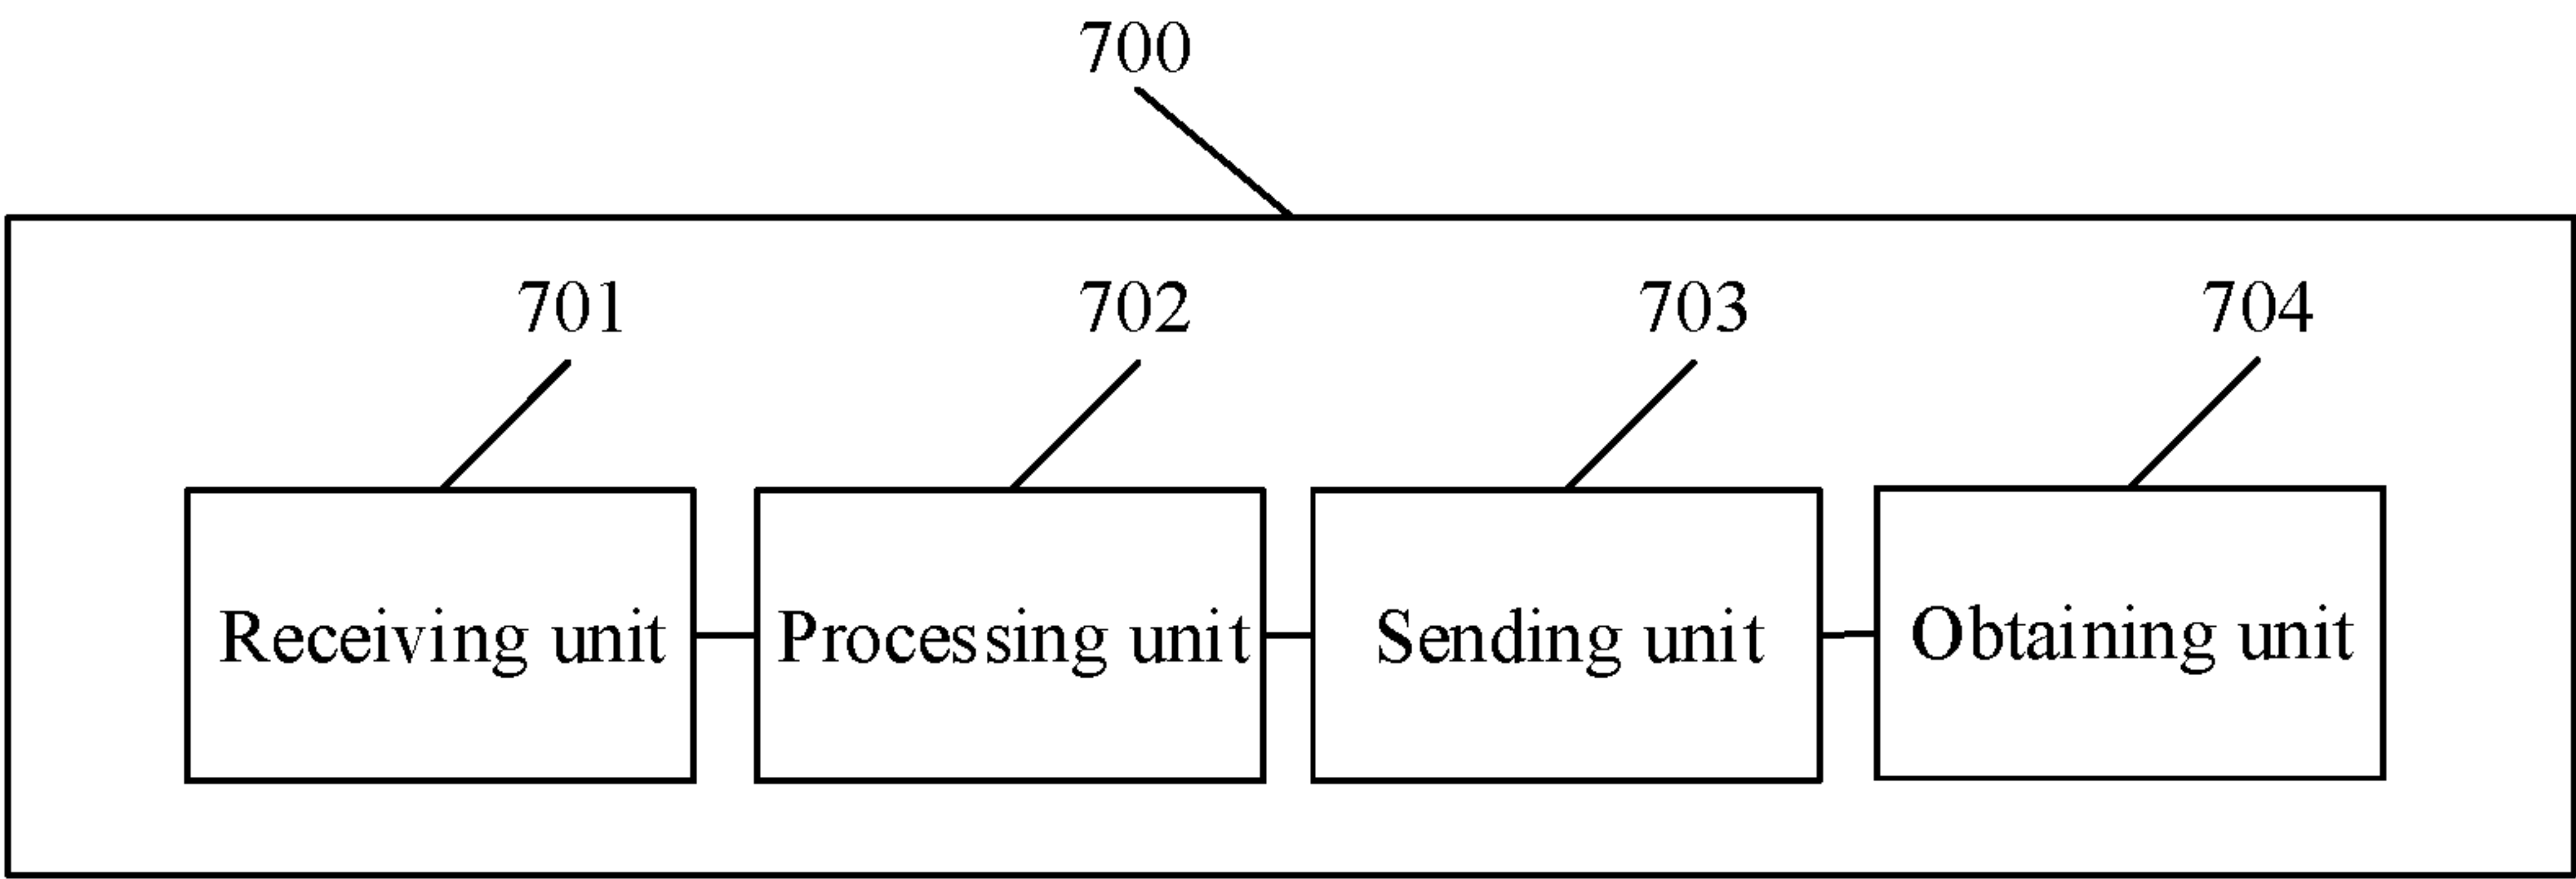 700
701 702 703 704
Receiving unit Processing unit Sending unit Obtaining unit